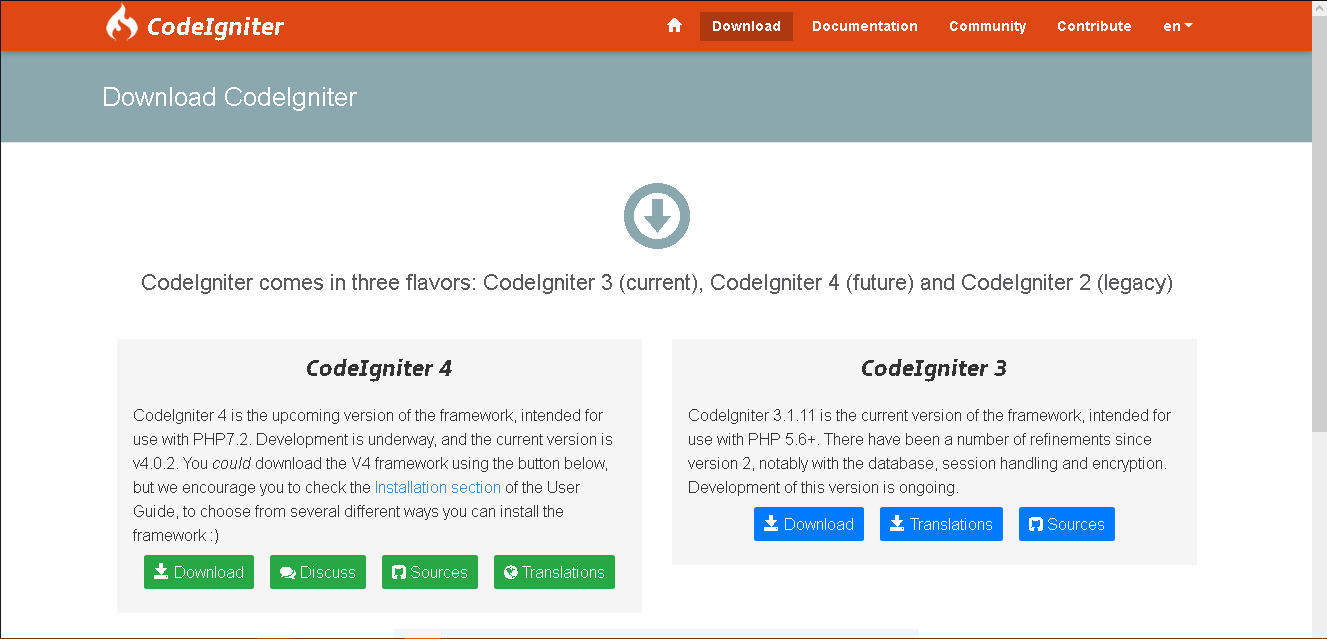 CodeIgniter
Download
Documentation
Community
Contribute
en
Download CodeIgniter
CodeIgniter comes in three flavors: CodeIgniter 3 (current), CodeIgniter 4 (future) and CodeIgniter 2 (legacy)
CodeIgniter 4
CodeIgniter 4 is the upcoming version of the framework, intended for
use with PHP7.2. Development is underway, and the current version is
v4.0.2. You could download the V4 framework using the button below,
but we encourage you to check the Installation section of the User
Guide, to choose from several different ways you can install the
framework :)
Download
Discuss
Sources
Translations
CodeIgniter 3
CodeIgniter 3.1.11 is the current version of the framework, intended for
use with PHP 5.6+. There have been a number of refinements since
version 2, notably with the database, session handling and encryption.
Development of this version is ongoing.
Download
Translations
Sources